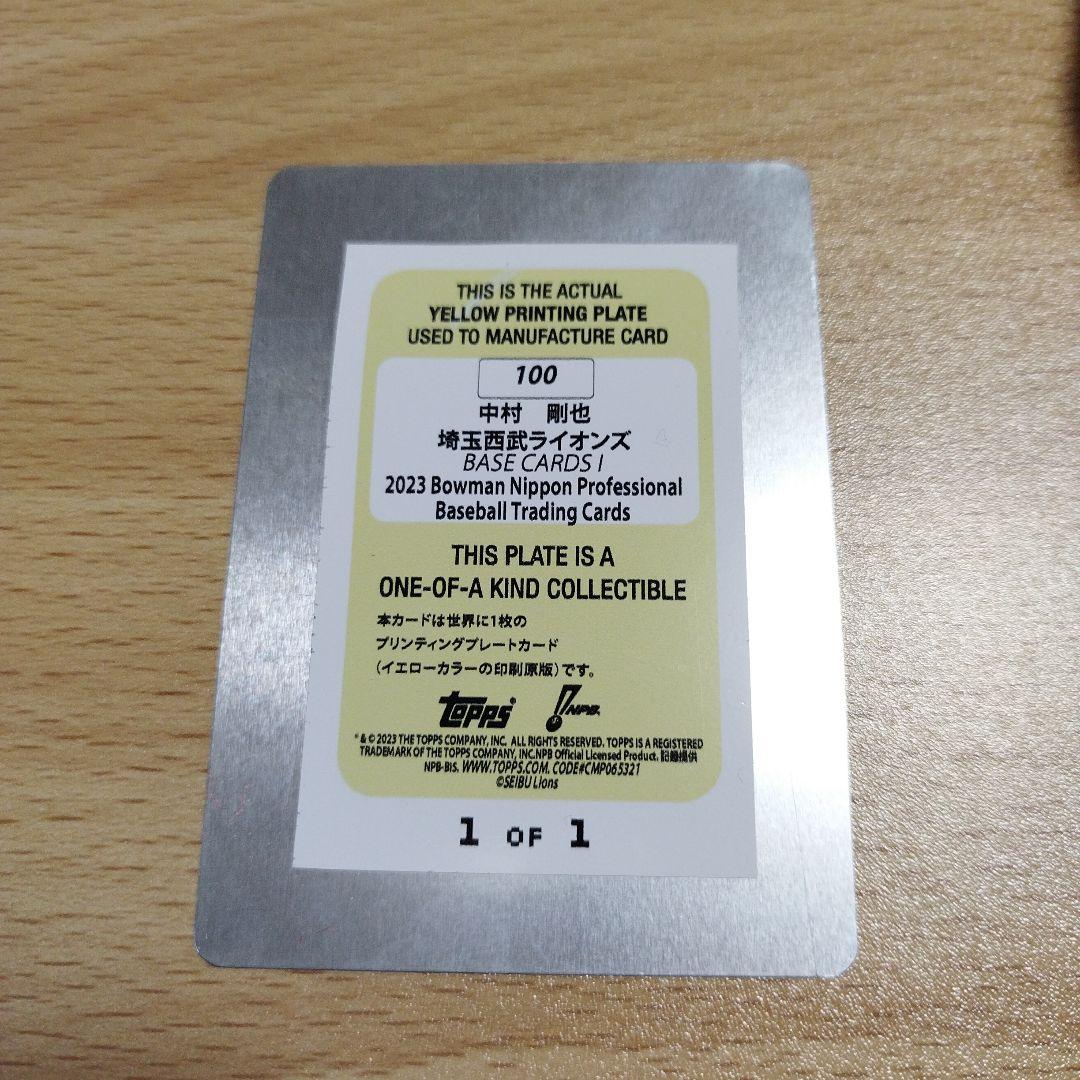 THIS IS THE ACTUAL
YELLOW PRINTING PLATE
USED TO MANUFACTURE CARD
100
中村 剛也
埼玉西武ライオンズ
BASE CARDS I
2023 Bowman Nippon Professional
Baseball Trading Cards
THIS PLATE IS A
ONE-OF-A KIND COLLECTIBLE
本カードは世界に1枚の
プリンティングプレートカード
(イエローカラーの印刷原版)です。
Topps NPB.
® & © 2023 THE TOPPS COMPANY, INC. ALL RIGHTS RESERVED. TOPPS IS A REGISTERED
TRADEMARK OF THE TOPPS COMPANY, INC.NPB Official Licensed Product. 記録提供
NPB-BIS. WWW.TOPPS.COM. CODE#CMP065321
©SEIBU Lions
1 OF 1